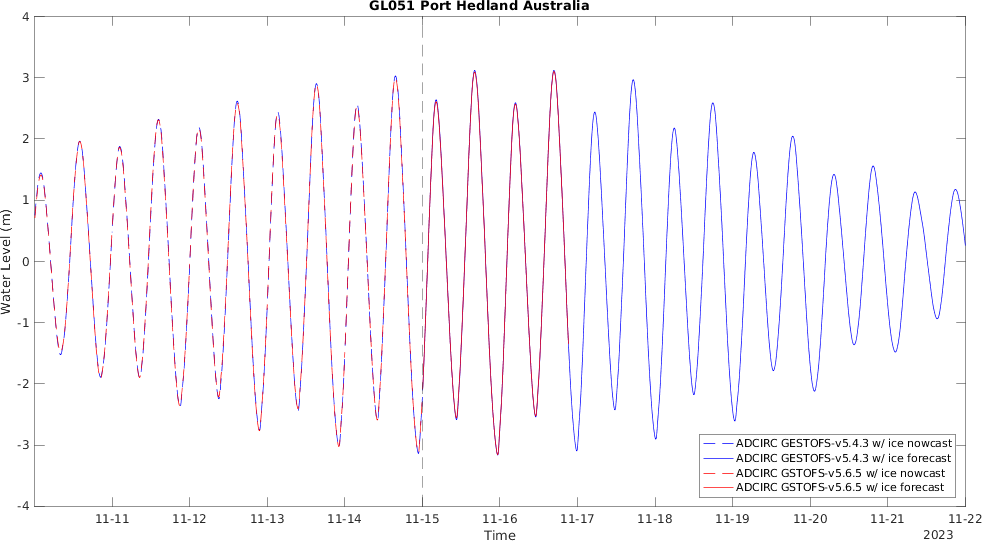 GL051 Port Hedland Australia
4
3
2
1
0
-1
-2
-3
-4
Water Level (m)
ADCIRC GESTOFS-v5.4.3 w/ ice nowcast
ADCIRC GESTOFS-v5.4.3 w/ ice forecast
ADCIRC GSTOFS-v5.6.5 w/ ice nowcast
ADCIRC GSTOFS-v5.6.5 w/ ice forecast
11-11 11-12 11-13 11-14 11-15 11-16 11-17 11-18 11-19 11-20 11-21 11-22
Time 2023